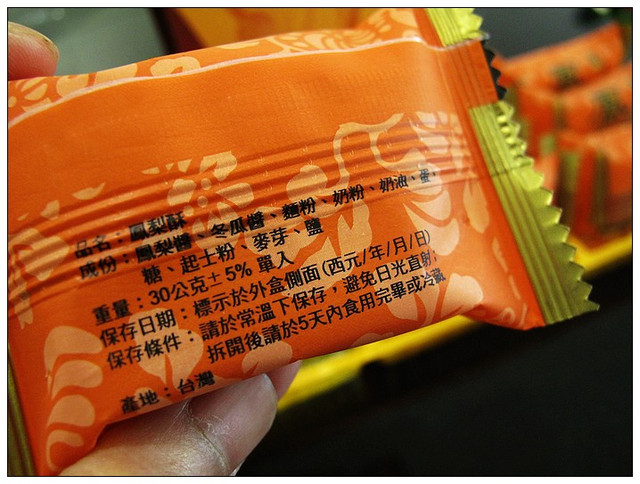 品名：鳳梨酥
成份：鳳梨醬、冬瓜醬、麵粉、奶粉、奶油、蛋、
糖、起士粉、麥芽、鹽
重量：30公克±5% 單入
保存日期：標示於外盒側面(西元/年/月/日)
保存條件：請於常溫下保存，避免日光直射，
拆開後請於5天內食用完畢或冷藏
產地：台灣